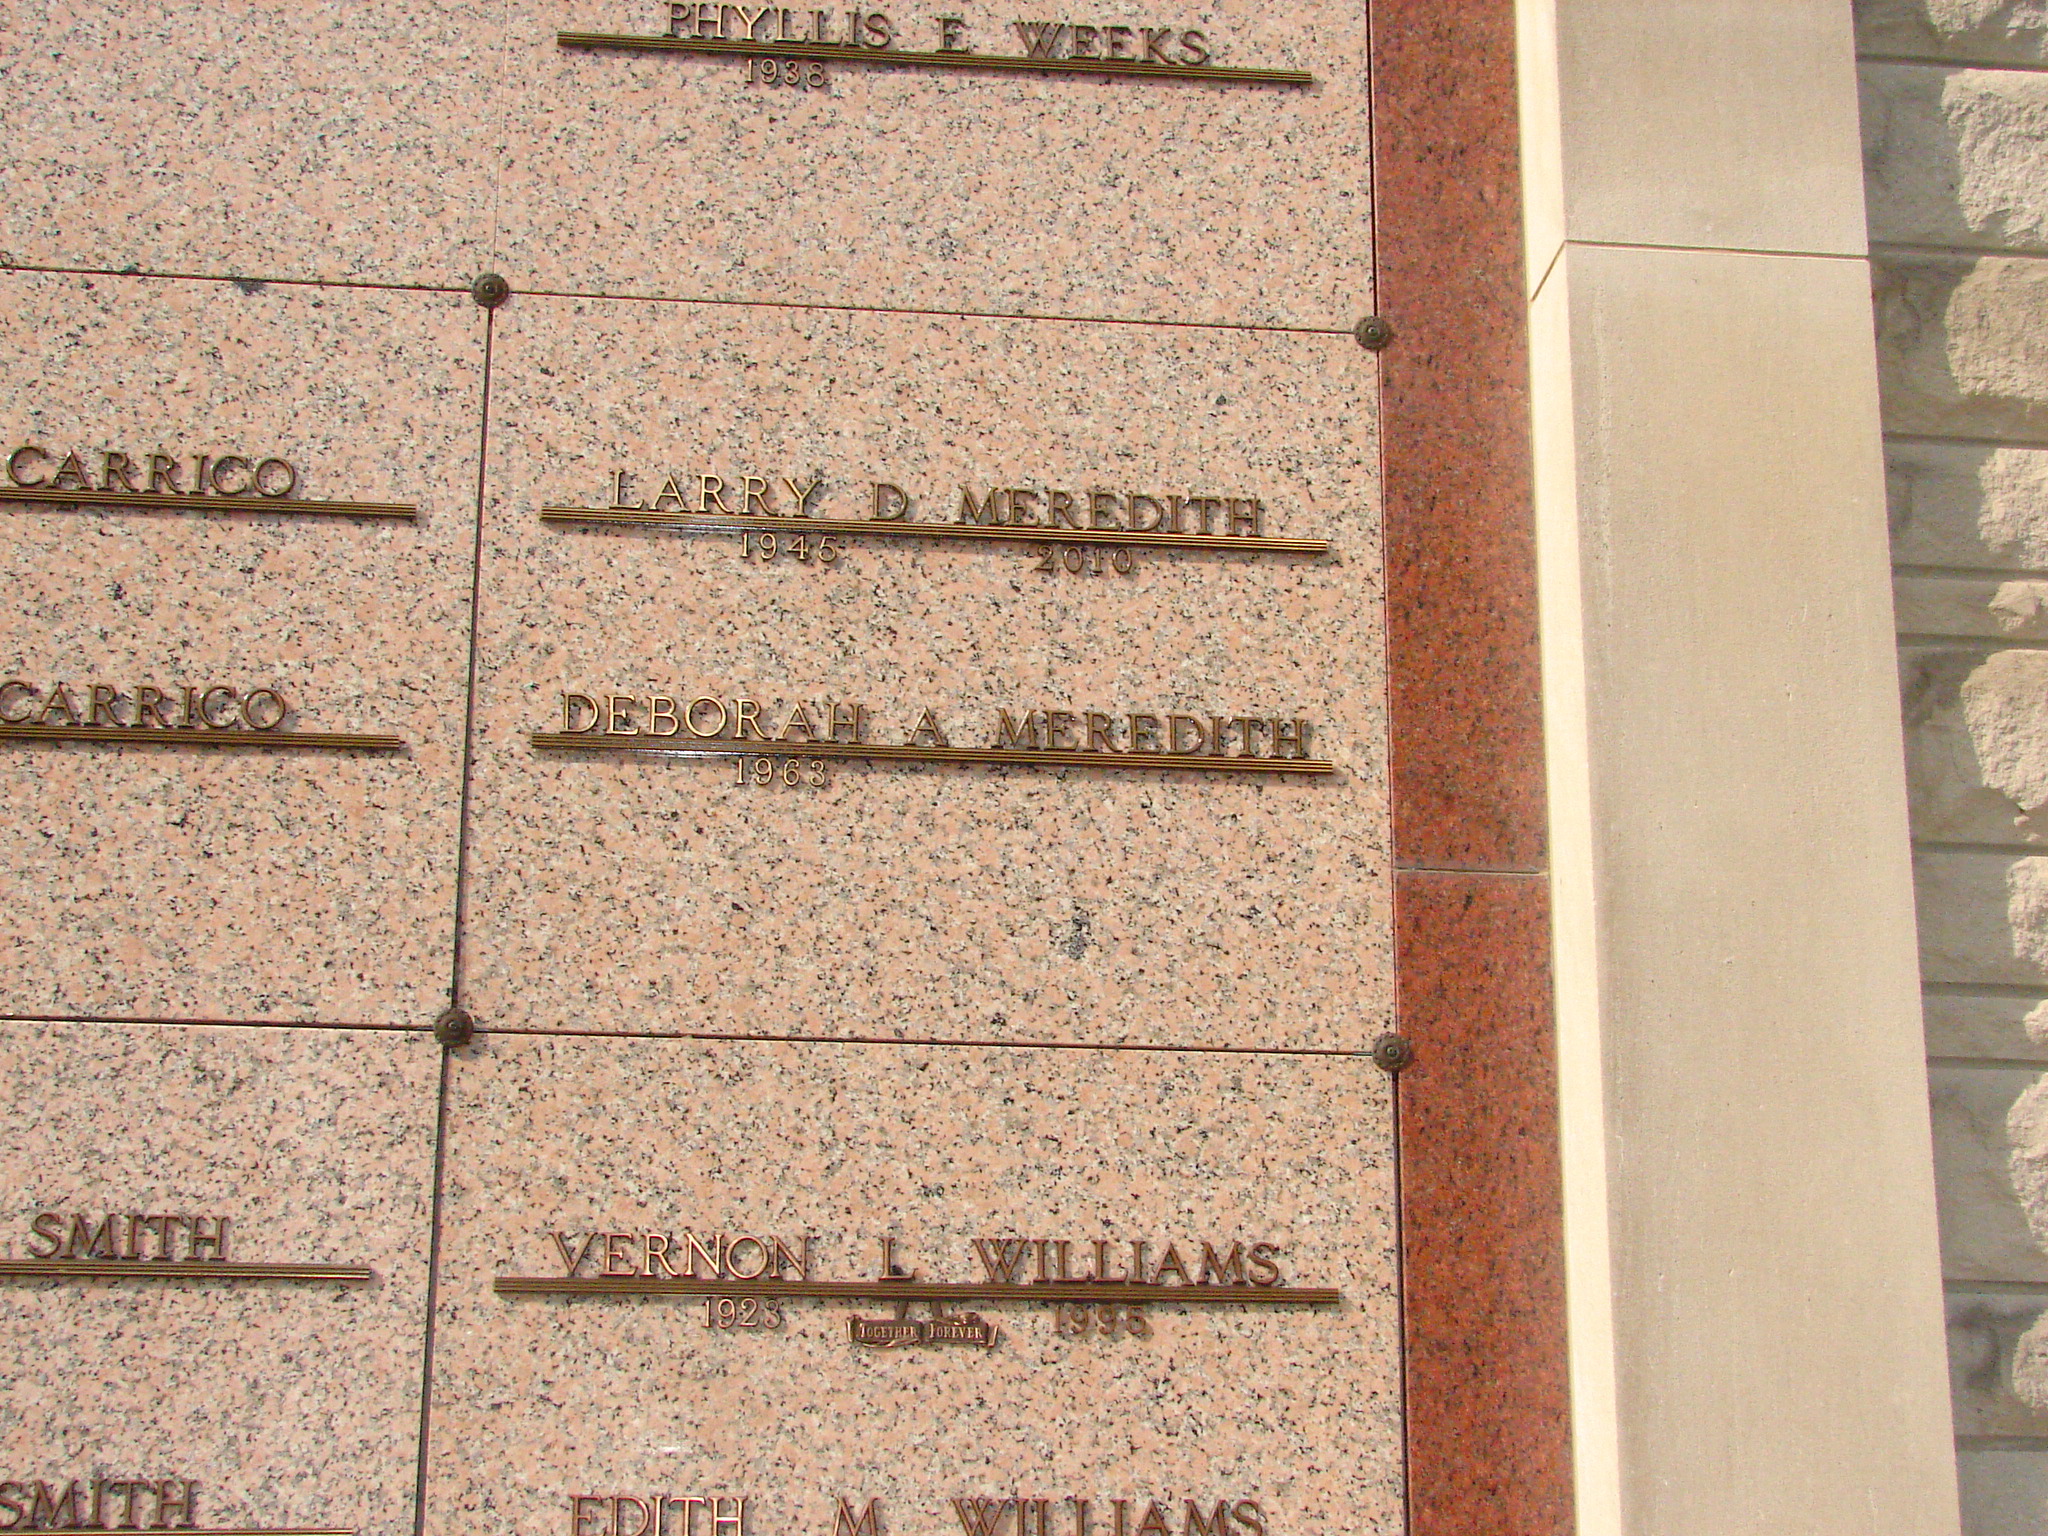 PHYLLIS E WEEKS
1938
CARRICO
CARRICO
LARRY D MEREDITH
1945 2010
DEBORAH A MEREDITH
1963
SMITH
SMITH
VERNON L WILLIAMS
1923 1995
TOGETHER FOREVER
EDITH M WILLIAMS